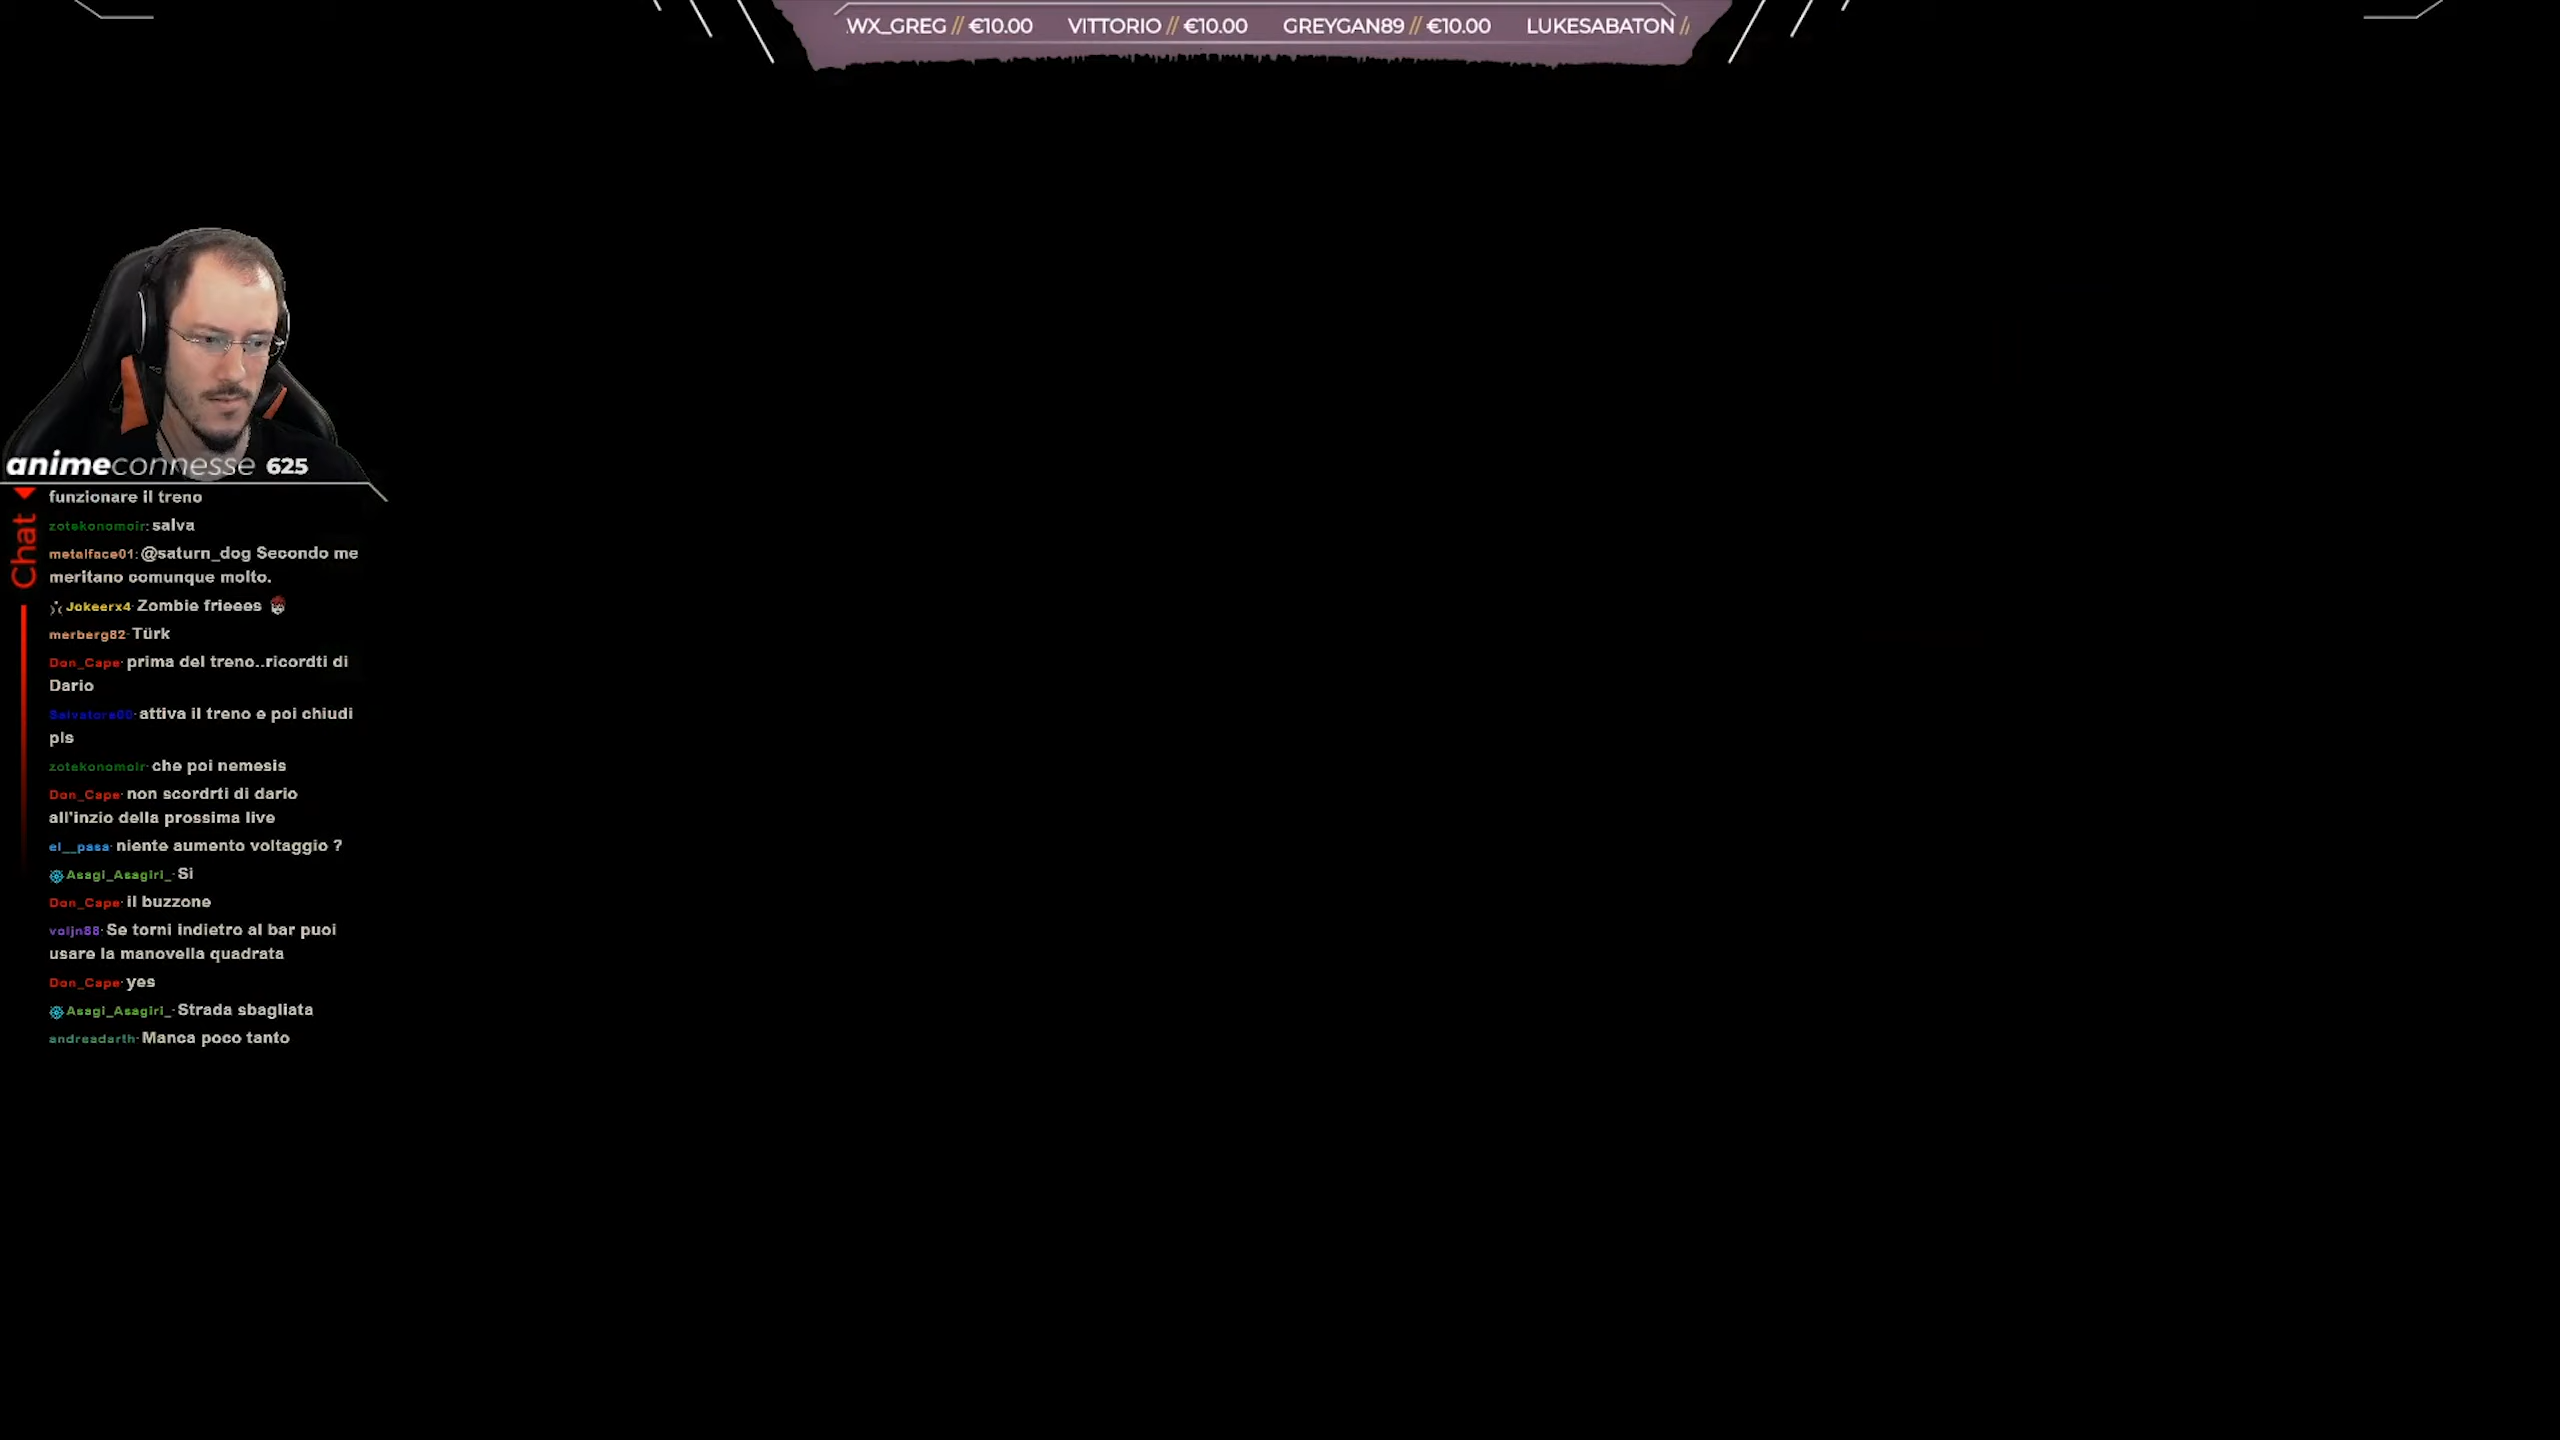 WX_GREG // €10.00 VITTORIO // €10.00 GREYGAN89 // €10.00 LUKESABATON //
animeconnesse 625
Chat
funzionare il treno
zotekonomoir: salva
metalface01: @saturn_dog Secondo me
meritano comunque molto.
Jokeerx4: Zombie frieees
merberg82: Türk
Don_Cape: prima del treno..ricordti di
Dario
Salvatore90: attiva il treno e poi chiudi
pls
zotekonomoir: che poi nemesis
Don_Cape: non scordrti di dario
all'inzio della prossima live
el__pasa: niente aumento voltaggio ?
Asagi_Asagiri_: Si
Don_Cape: il buzzone
valjn88: Se torni indietro al bar puoi
usare la manovella quadrata
Don_Cape: yes
Asagi_Asagiri_: Strada sbagliata
andreadarth: Manca poco tanto